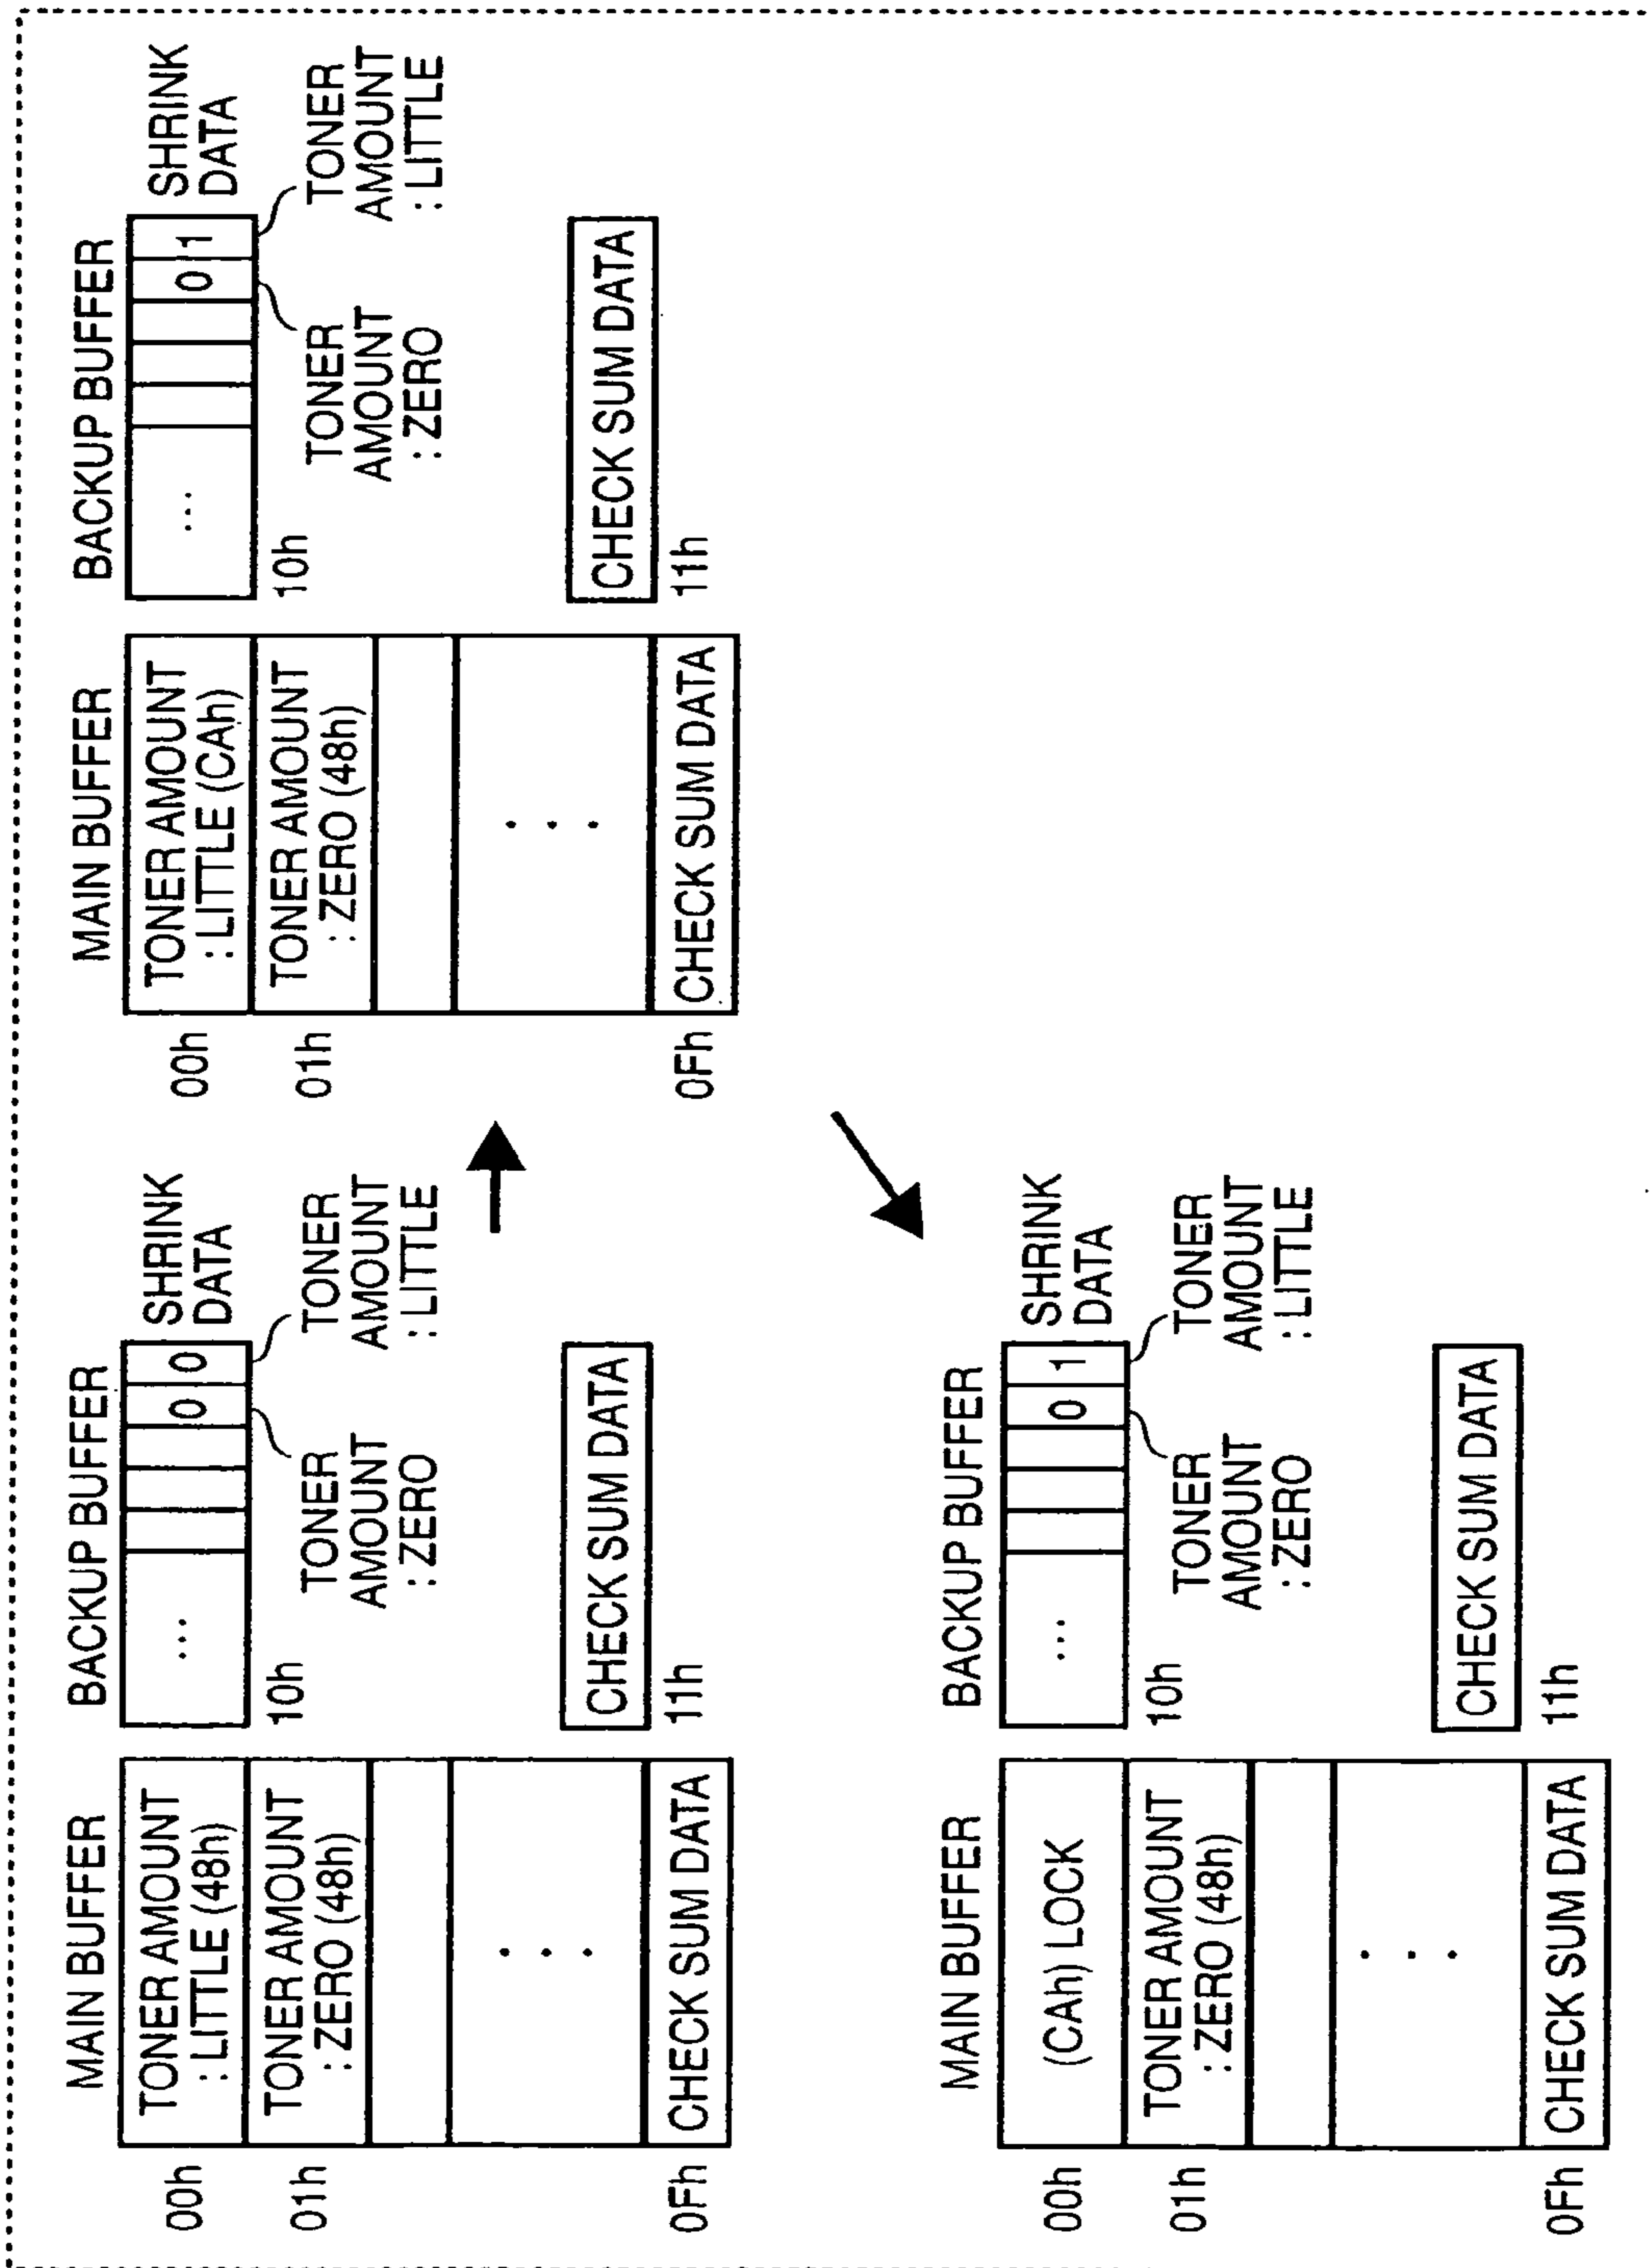 MAIN BUFFER
00h
TONER AMOUNT
: LITTLE (48h)
01h
TONER AMOUNT
: ZERO (48h)
. . .
0Fh
CHECK SUM DATA
BACKUP BUFFER
...
0
0
SHRINK
DATA
10h
TONER
AMOUNT
: ZERO
TONER
AMOUNT
: LITTLE
CHECK SUM DATA
11h
MAIN BUFFER
00h
TONER AMOUNT
: LITTLE (CAh)
01h
TONER AMOUNT
: ZERO (48h)
. . .
0Fh
CHECK SUM DATA
BACKUP BUFFER
...
0
1
SHRINK
DATA
10h
TONER
AMOUNT
: ZERO
TONER
AMOUNT
: LITTLE
CHECK SUM DATA
11h
MAIN BUFFER
00h
(CAh) LOCK
01h
TONER AMOUNT
: ZERO (48h)
. . .
0Fh
CHECK SUM DATA
BACKUP BUFFER
...
0
1
SHRINK
DATA
10h
TONER
AMOUNT
: ZERO
TONER
AMOUNT
: LITTLE
CHECK SUM DATA
11h